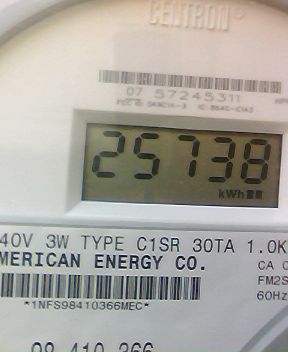 CENTRON®
07 57245311
25738
kWh
40V 3W TYPE C1SR 30TA 1.0K
MERICAN ENERGY CO.
CA 0
FM2S
*1NFS98410366MEC*
60Hz
98 410 366